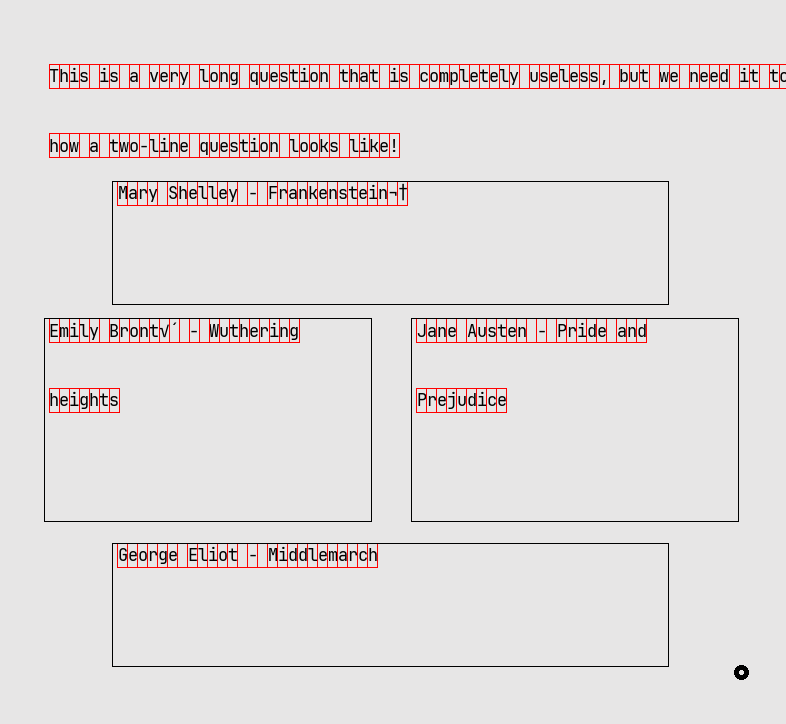 This is a very long question that is completely useless, but we need it to
how a two-line question looks like!
Mary Shelley - Frankenstein¬†
Emily Bront√´ - Wuthering
heights
Jane Austen - Pride and
Prejudice
George Eliot - Middlemarch